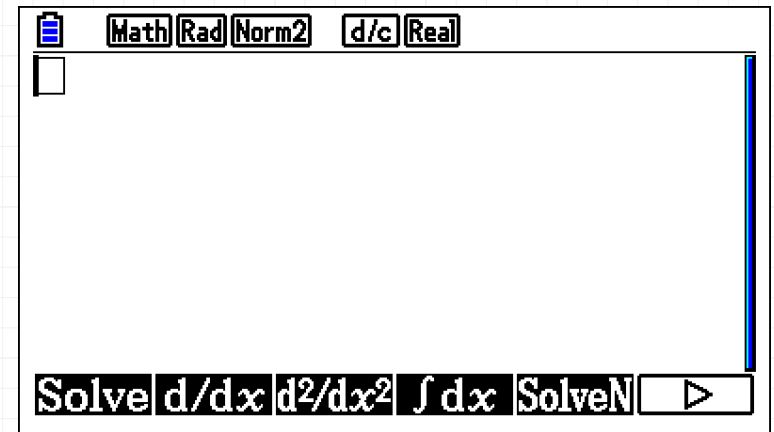 Math Rad Norm2 d/c Real
Solve d/dx d²/dx² ∫dx SolveN ▷